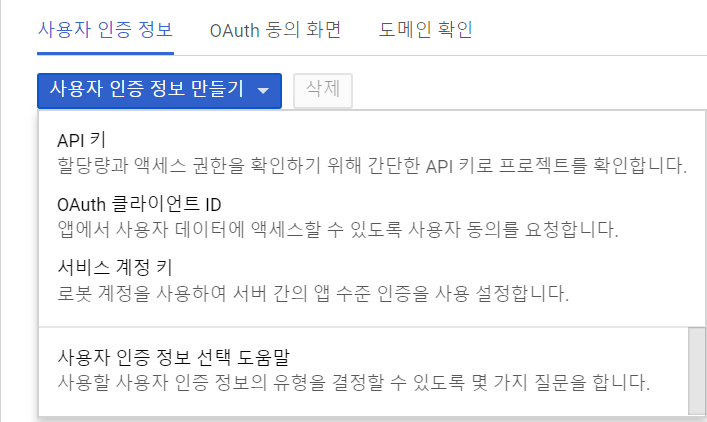 사용자 인증 정보 OAuth 동의 화면 도메인 확인
사용자 인증 정보 만들기 삭제
API 키
할당량과 액세스 권한을 확인하기 위해 간단한 API 키로 프로젝트를 확인합니다.
OAuth 클라이언트 ID
앱에서 사용자 데이터에 액세스할 수 있도록 사용자 동의를 요청합니다.
서비스 계정 키
로봇 계정을 사용하여 서버 간의 앱 수준 인증을 사용 설정합니다.
사용자 인증 정보 선택 도움말
사용할 사용자 인증 정보의 유형을 결정할 수 있도록 몇 가지 질문을 합니다.